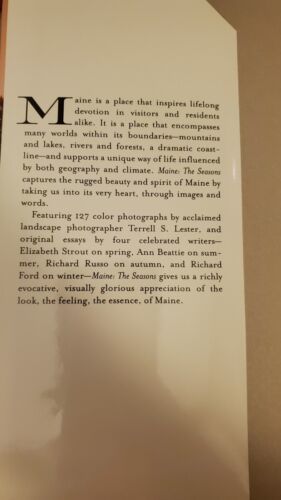 Maine is a place that inspires lifelong
devotion in visitors and residents
alike. It is a place that encompasses
many worlds within its boundaries—mountains
and lakes, rivers and forests, a dramatic coast-
line—and supports a unique way of life influenced
by both geography and climate. Maine: The Seasons
captures the rugged beauty and spirit of Maine by
taking us into its very heart, through images and
words.
Featuring 127 color photographs by acclaimed
landscape photographer Terrell S. Lester, and
original essays by four celebrated writers—
Elizabeth Strout on spring, Ann Beattie on sum-
mer, Richard Russo on autumn, and Richard
Ford on winter—Maine: The Seasons gives us a richly
evocative, visually glorious appreciation of the
look, the feeling, the essence, of Maine.